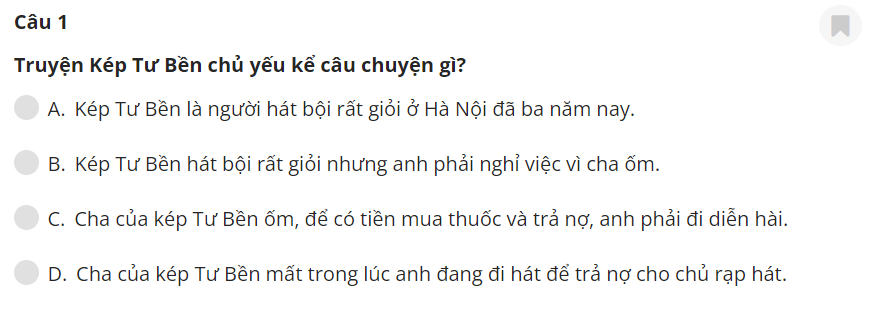 Câu 1
Truyện Kép Tư Bền chủ yếu kể câu chuyện gì?
A. Kép Tư Bền là người hát bội rất giỏi ở Hà Nội đã ba năm nay.
B. Kép Tư Bền hát bội rất giỏi nhưng anh phải nghỉ việc vì cha ốm.
C. Cha của kép Tư Bền ốm, để có tiền mua thuốc và trả nợ, anh phải đi diễn hài.
D. Cha của kép Tư Bền mất trong lúc anh đang đi hát để trả nợ cho chủ rạp hát.